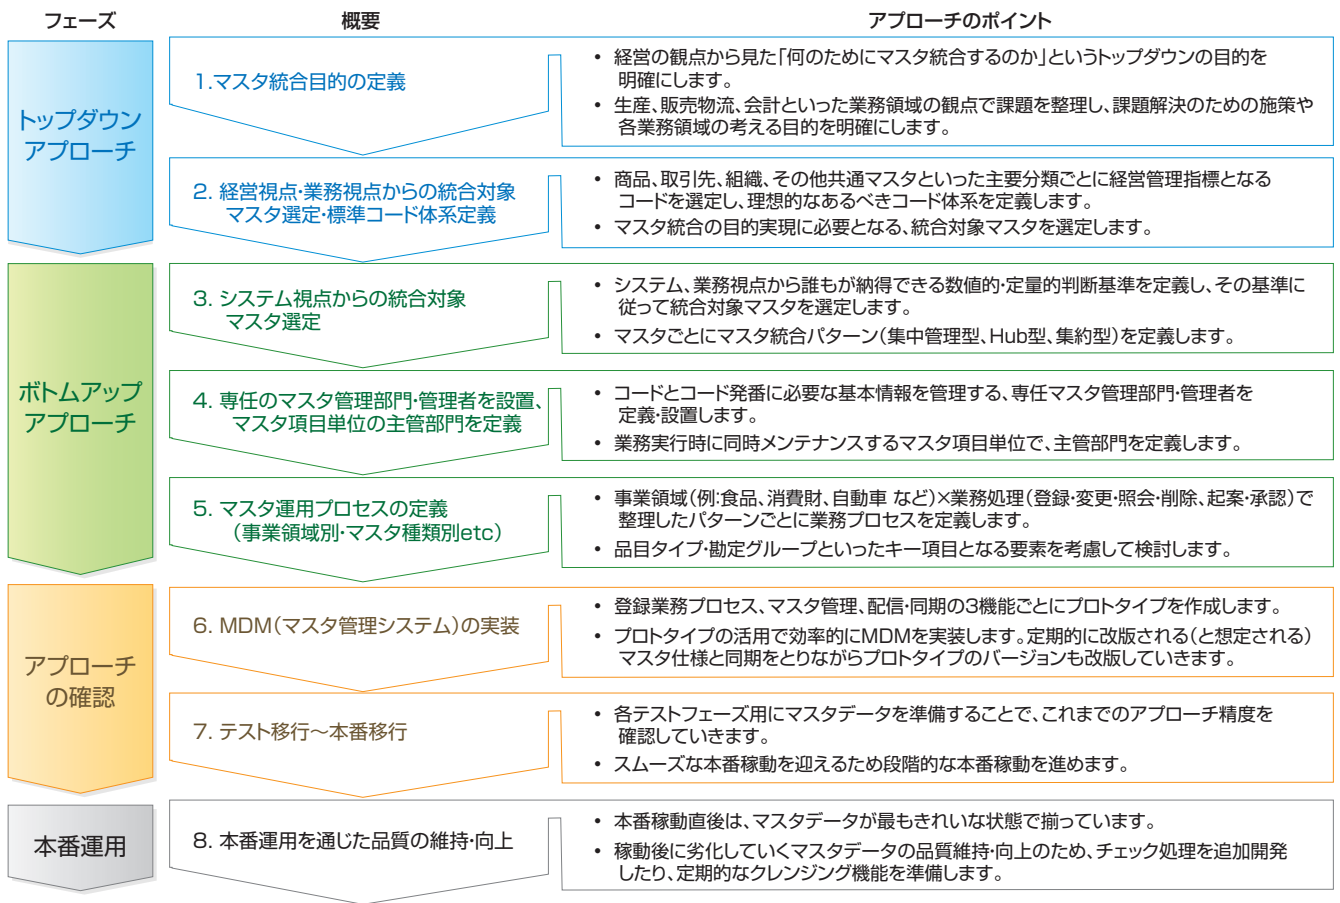 フェーズ
概要
アプローチのポイント
トップダウン
アプローチ
1.マスタ統合目的の定義
• 経営の観点から見た「何のためにマスタ統合するのか」というトップダウンの目的を
明確にします。
• 生産、販売物流、会計といった業務領域の観点で課題を整理し、課題解決のための施策や
各業務領域の考える目的を明確にします。
2. 経営視点・業務視点からの統合対象
マスタ選定・標準コード体系定義
• 商品、取引先、組織、その他共通マスタといった主要分類ごとに経営管理指標となる
コードを選定し、理想的なあるべきコード体系を定義します。
• マスタ統合の目的実現に必要となる、統合対象マスタを選定します。
ボトムアップ
アプローチ
3. システム視点からの統合対象
マスタ選定
• システム、業務視点から誰もが納得できる数値的・定量的判断基準を定義し、その基準に
従って統合対象マスタを選定します。
• マスタごとにマスタ統合パターン(集中管理型、Hub型、集約型)を定義します。
4. 専任のマスタ管理部門・管理者を設置、
マスタ項目単位の主管部門を定義
• コードとコード発番に必要な基本情報を管理する、専任マスタ管理部門・管理者を
定義・設置します。
• 業務実行時に同時メンテナンスするマスタ項目単位で、主管部門を定義します。
5. マスタ運用プロセスの定義
(事業領域別・マスタ種類別etc)
• 事業領域(例:食品、消費財、自動車 など)×業務処理(登録・変更・照会・削除、起案・承認)で
整理したパターンごとに業務プロセスを定義します。
• 品目タイプ・勘定グループといったキー項目となる要素を考慮して検討します。
アプローチ
の確認
6. MDM(マスタ管理システム)の実装
• 登録業務プロセス、マスタ管理、配信・同期の3機能ごとにプロトタイプを作成します。
• プロトタイプの活用で効率的にMDMを実装します。定期的に改版される(と想定される)
マスタ仕様と同期をとりながらプロトタイプのバージョンも改版していきます。
7. テスト移行～本番移行
• 各テストフェーズ用にマスタデータを準備することで、これまでのアプローチ精度を
確認していきます。
• スムーズな本番稼動を迎えるため段階的な本番稼動を進めます。
本番運用
8. 本番運用を通じた品質の維持・向上
• 本番稼動直後は、マスタデータが最もきれいな状態で揃っています。
• 稼動後に劣化していくマスタデータの品質維持・向上のため、チェック処理を追加開発
したり、定期的なクレンジング機能を準備します。